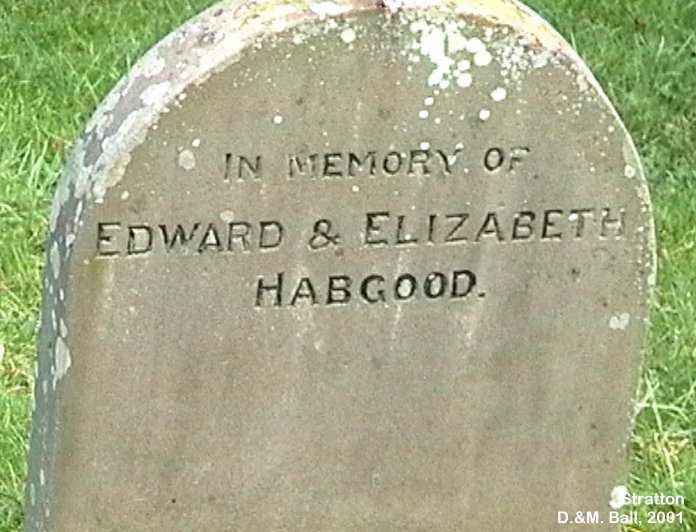 IN MEMORY OF
EDWARD & ELIZABETH
HABGOOD.
Stratton
D.&M. Ball, 2001